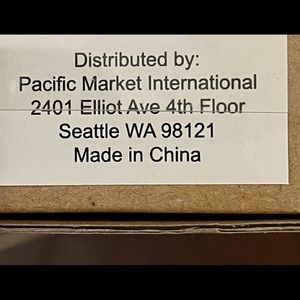 Distributed by:
Pacific Market International
2401 Elliot Ave 4th Floor
Seattle WA 98121
Made in China